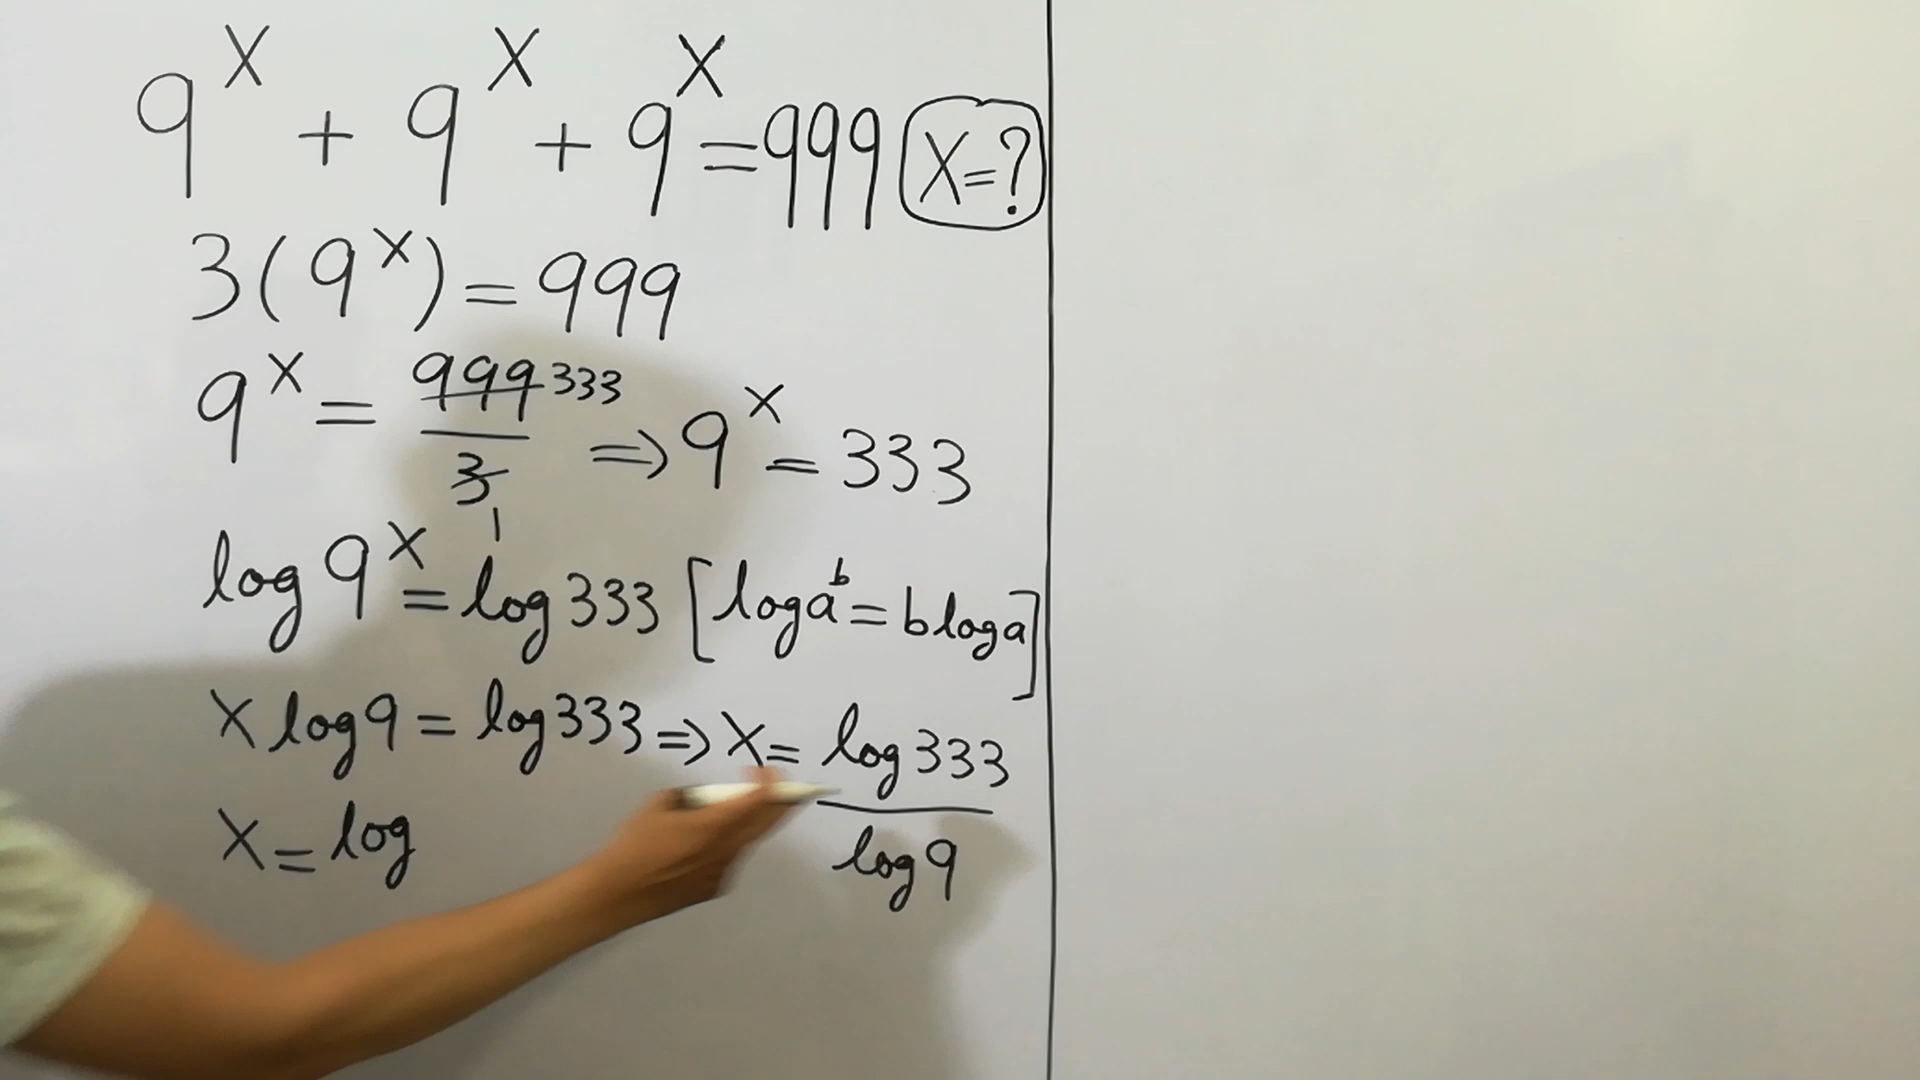 9^x + 9^x + 9^x = 999 x=?
3(9^x) = 999
9^x = 999/3 333 1 ⇒ 9^x = 333
log 9^x = log 333 [log a^b = b log a]
x log 9 = log 333 ⇒ x = log 333 / log 9
x = log